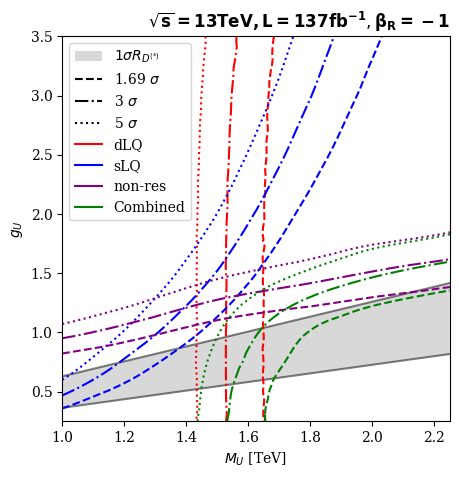 √s = 13TeV, L = 137fb⁻¹, β_R = −1
3.5
3.0
2.5
2.0
1.5
1.0
0.5
g_U
1σR_D(*)
1.69 σ
3 σ
5 σ
dLQ
sLQ
non-res
Combined
1.0 1.2 1.4 1.6 1.8 2.0 2.2
M_U [TeV]